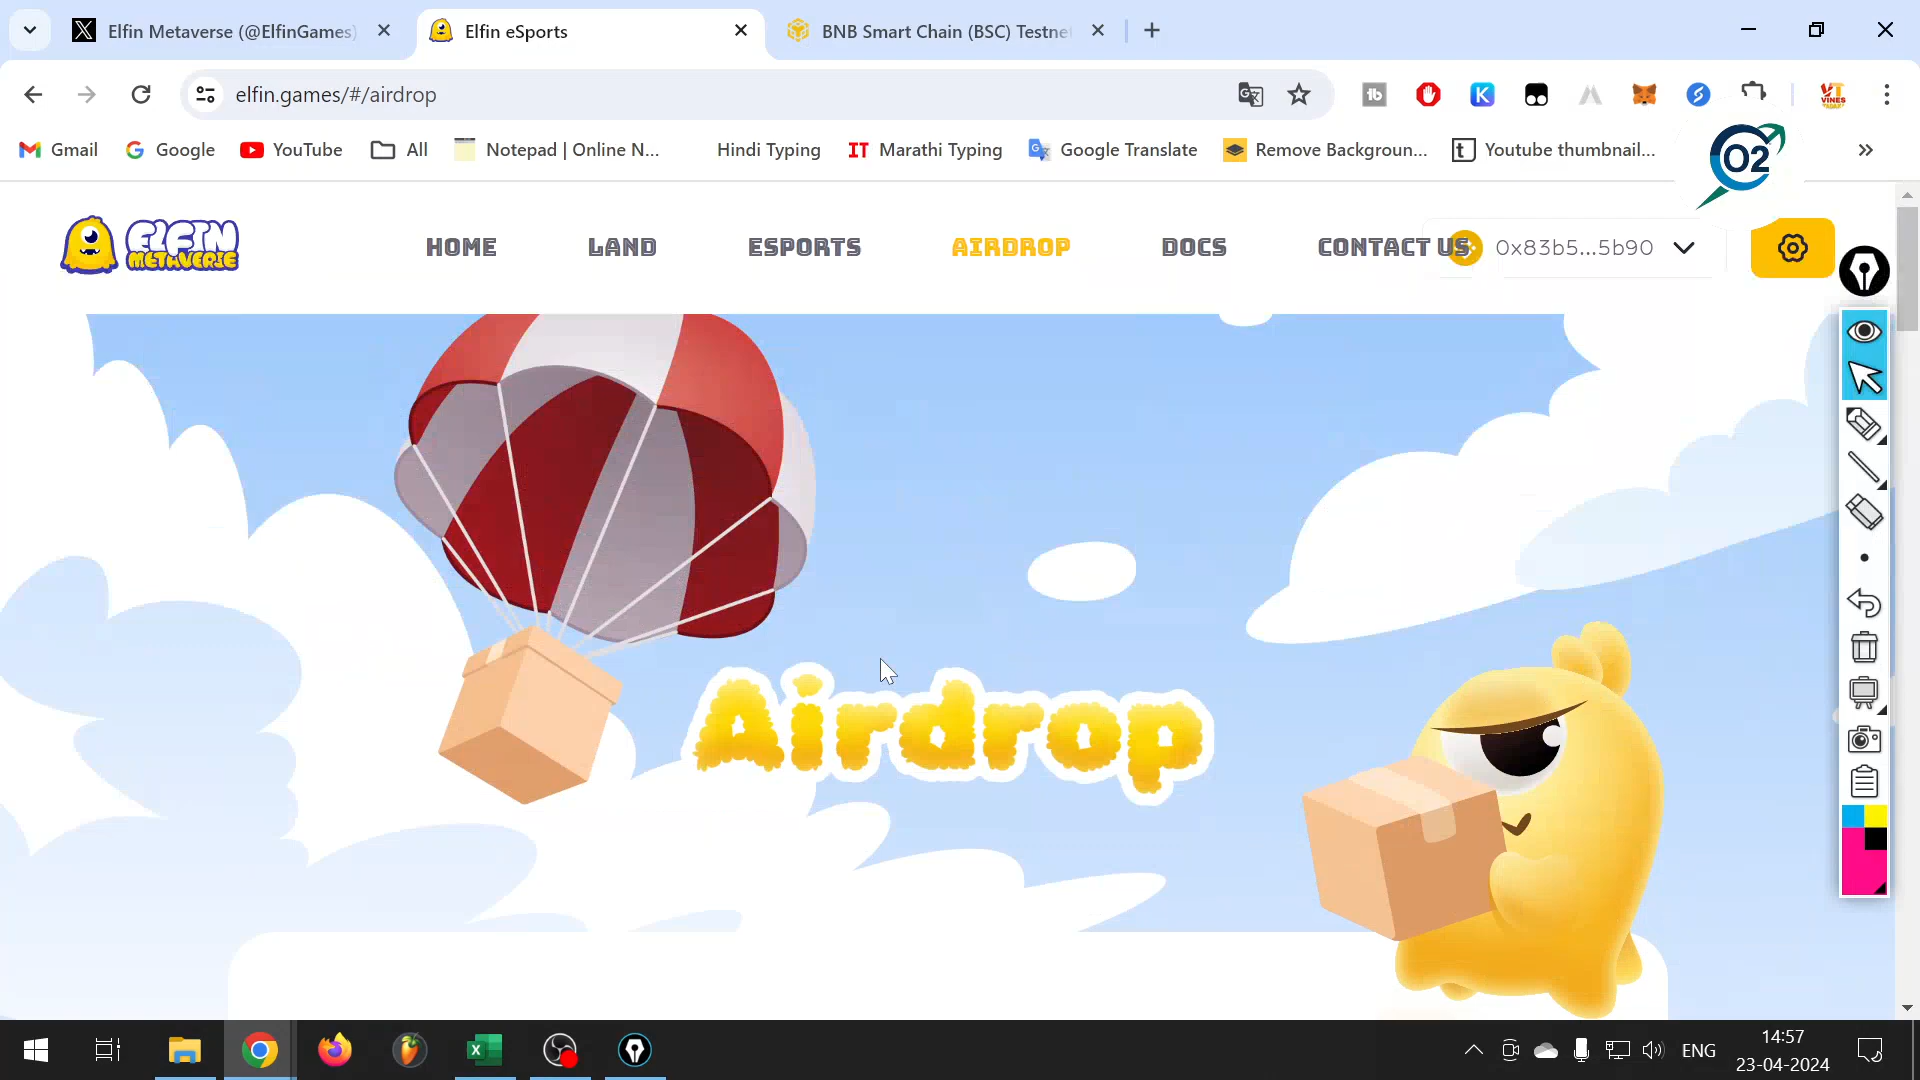 Elfin Metaverse (@ElfinGames)
Elfin eSports
BNB Smart Chain (BSC) Testne
elfin.games/#/airdrop
Gmail
Google
YouTube
All
Notepad | Online N...
Hindi Typing
IT Marathi Typing
Google Translate
Remove Backgroun...
Youtube thumbnail...
O2
ELFIN
METAVERSE
HOME
LAND
ESPORTS
AIRDROP
DOCS
CONTACT US
0x83b5...5b90
Airdrop
ENG
14:57
23-04-2024